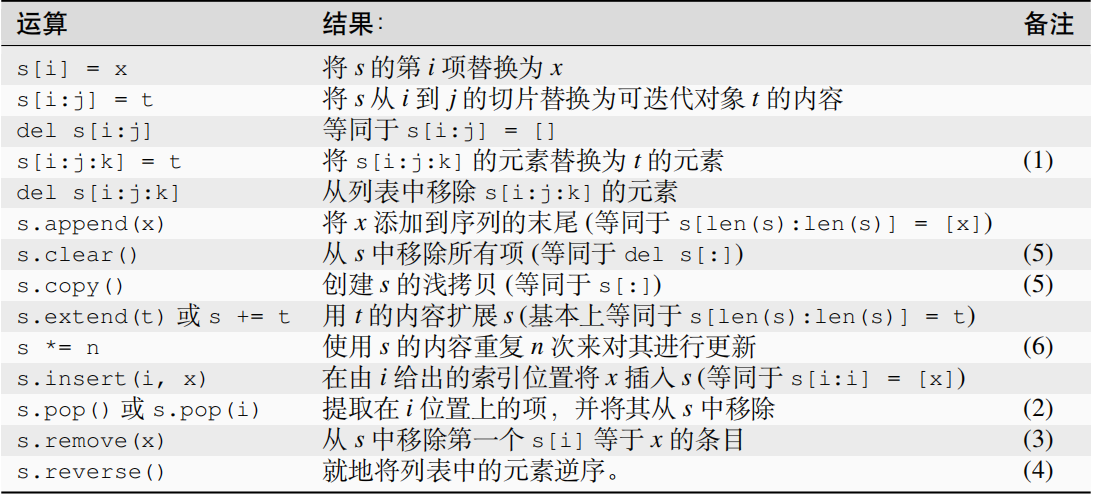 运算 结果: 备注
s[i] = x 将 s 的第 i 项替换为 x
s[i:j] = t 将 s 从 i 到 j 的切片替换为可迭代对象 t 的内容
del s[i:j] 等同于 s[i:j] = []
s[i:j:k] = t 将 s[i:j:k] 的元素替换为 t 的元素 (1)
del s[i:j:k] 从列表中移除 s[i:j:k] 的元素
s.append(x) 将 x 添加到序列的末尾 (等同于 s[len(s):len(s)] = [x])
s.clear() 从 s 中移除所有项 (等同于 del s[:]) (5)
s.copy() 创建 s 的浅拷贝 (等同于 s[:]) (5)
s.extend(t) 或 s += t 用 t 的内容扩展 s (基本上等同于 s[len(s):len(s)] = t)
s *= n 使用 s 的内容重复 n 次来对其进行更新 (6)
s.insert(i, x) 在由 i 给出的索引位置将 x 插入 s (等同于 s[i:i] = [x])
s.pop() 或 s.pop(i) 提取在 i 位置上的项，并将其从 s 中移除 (2)
s.remove(x) 从 s 中移除第一个 s[i] 等于 x 的条目 (3)
s.reverse() 就地将列表中的元素逆序。 (4)